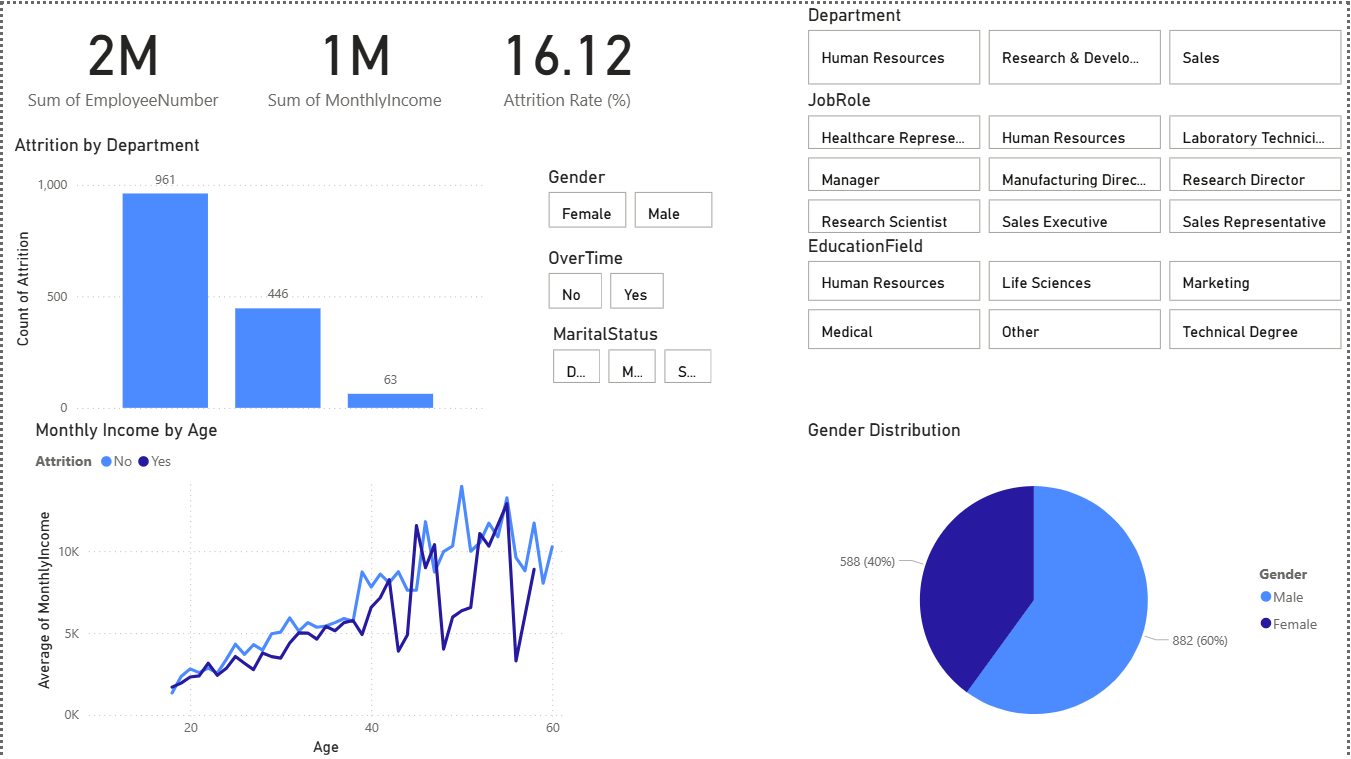 2M
Sum of EmployeeNumber
1M
Sum of MonthlyIncome
16.12
Attrition Rate (%)
Department
Human Resources
Research & Develo...
Sales
JobRole
Healthcare Represe...
Human Resources
Laboratory Technici...
Manager
Manufacturing Direc...
Research Director
Research Scientist
Sales Executive
Sales Representative
EducationField
Human Resources
Life Sciences
Marketing
Medical
Other
Technical Degree
Attrition by Department
Count of Attrition
1,000
500
0
961
446
63
Gender
Female
Male
OverTime
No
Yes
MaritalStatus
D...
M...
S...
Monthly Income by Age
Attrition No Yes
Average of MonthlyIncome
10K
5K
0K
20
40
60
Age
Gender Distribution
588 (40%)
882 (60%)
Gender
Male
Female